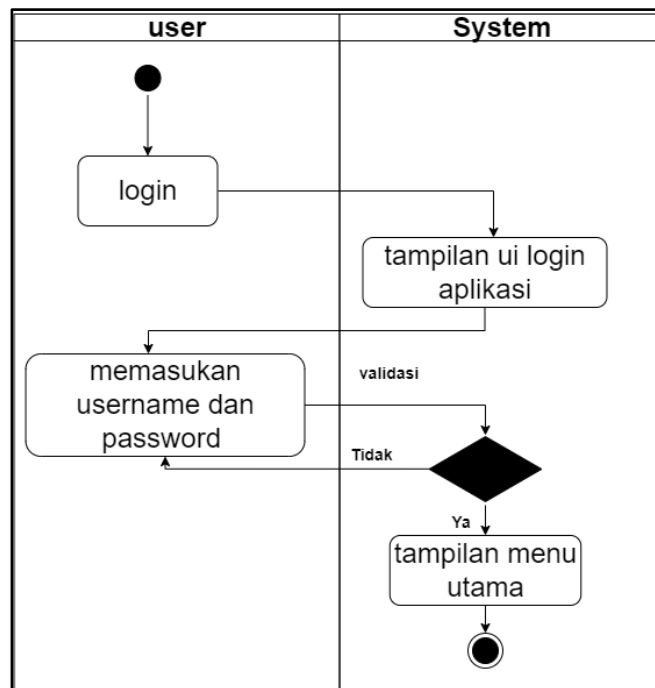 user
System
login
tampilan ui login
aplikasi
memasukan
username dan
password
validasi
Tidak
Ya
tampilan menu
utama